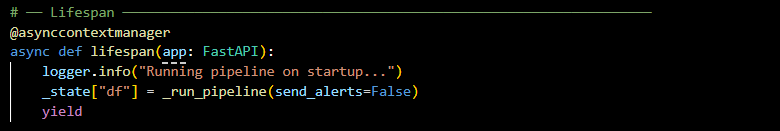 # ── Lifespan ──────────────────────────────────────────────────────────────────
@asynccontextmanager
async def lifespan(app: FastAPI):
    logger.info("Running pipeline on startup...")
    _state["df"] = _run_pipeline(send_alerts=False)
    yield